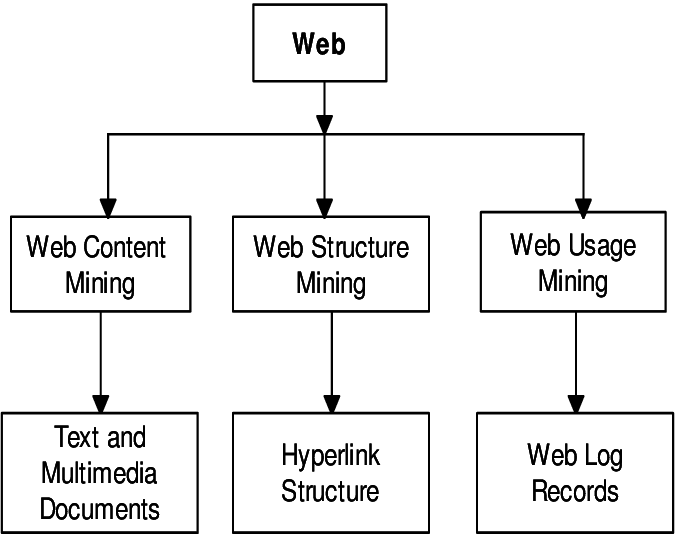 Web
Web Content
Mining
Web Structure
Mining
Web Usage
Mining
Text and
Multimedia
Documents
Hyperlink
Structure
Web Log
Records